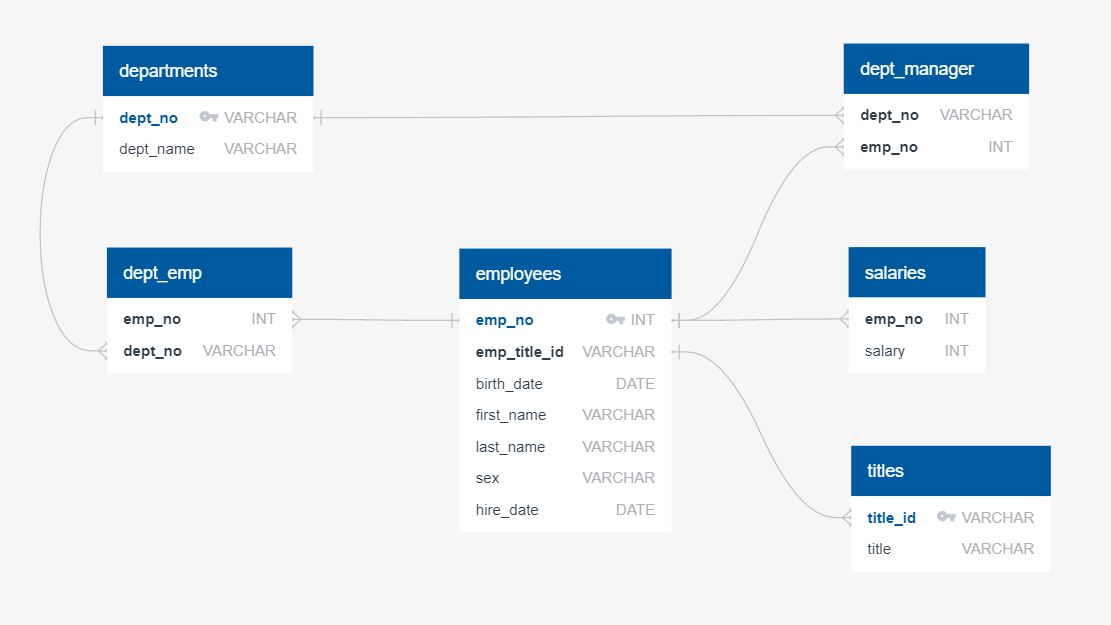 departments
dept_no VARCHAR
dept_name VARCHAR
dept_manager
dept_no VARCHAR
emp_no INT
dept_emp
emp_no INT
dept_no VARCHAR
employees
emp_no INT
emp_title_id VARCHAR
birth_date DATE
first_name VARCHAR
last_name VARCHAR
sex VARCHAR
hire_date DATE
salaries
emp_no INT
salary INT
titles
title_id VARCHAR
title VARCHAR